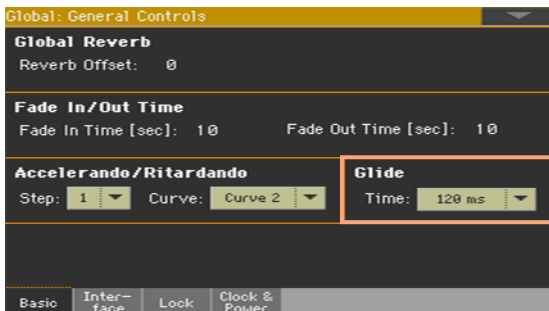 Global: General Controls
Global Reverb
Reverb Offset: 0
Fade In/Out Time
Fade In Time [sec]: 10 Fade Out Time [sec]: 10
Accelerando/Ritardando Glide
Step: 1 Curve: Curve 2 Time: 120 ms
Basic Inter-face Lock Clock & Power